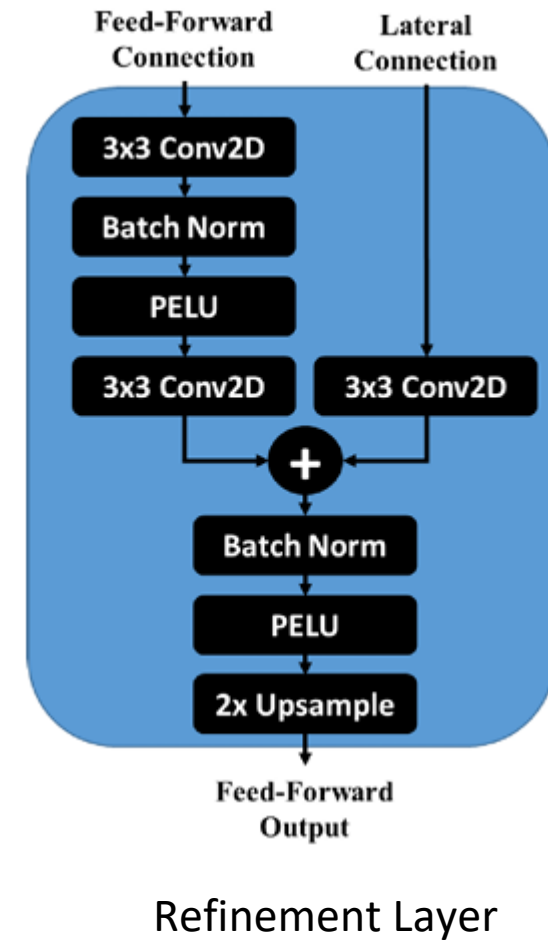 Feed-Forward
Connection
Lateral
Connection
3x3 Conv2D
Batch Norm
PELU
3x3 Conv2D
3x3 Conv2D
+
Batch Norm
PELU
2x Upsample
Feed-Forward
Output
Refinement Layer